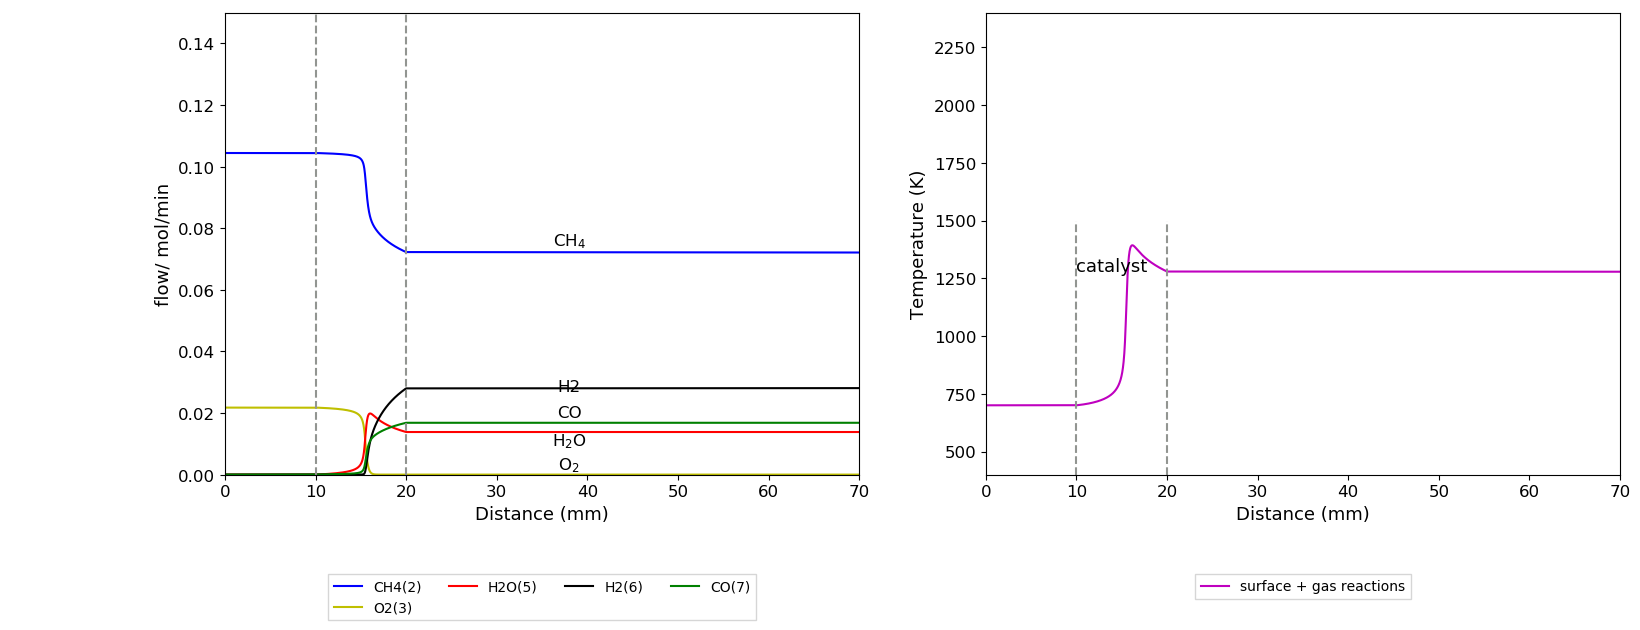 0.14
0.12
0.10
0.08
0.06
0.04
0.02
0.00
flow/ mol/min
CH4
H2
CO
H2O
O2
0 10 20 30 40 50 60 70
Distance (mm)
CH4(2) H2O(5) H2(6) CO(7)
O2(3)
2250
2000
1750
1500
1250
1000
750
500
Temperature (K)
catalyst
0 10 20 30 40 50 60 70
Distance (mm)
surface + gas reactions